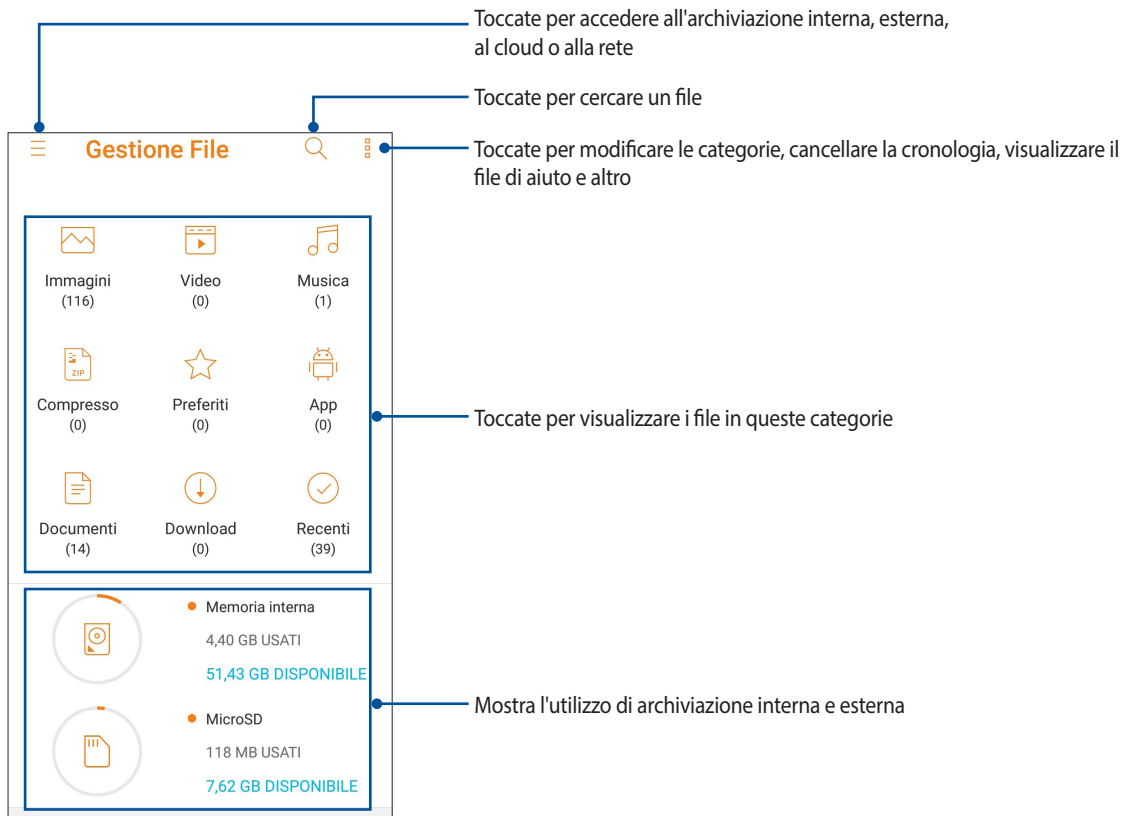 Toccate per accedere all'archiviazione interna, esterna,
al cloud o alla rete
Toccate per cercare un file
Gestione File
Toccate per modificare le categorie, cancellare la cronologia, visualizzare il
file di aiuto e altro
Immagini
(116)
Video
(0)
Musica
(1)
ZIP
Compresso
(0)
Preferiti
(0)
App
(0)
Toccate per visualizzare i file in queste categorie
Documenti
(14)
Download
(0)
Recenti
(39)
Memoria interna
4,40 GB USATI
51,43 GB DISPONIBILE
Mostra l'utilizzo di archiviazione interna e esterna
MicroSD
118 MB USATI
7,62 GB DISPONIBILE